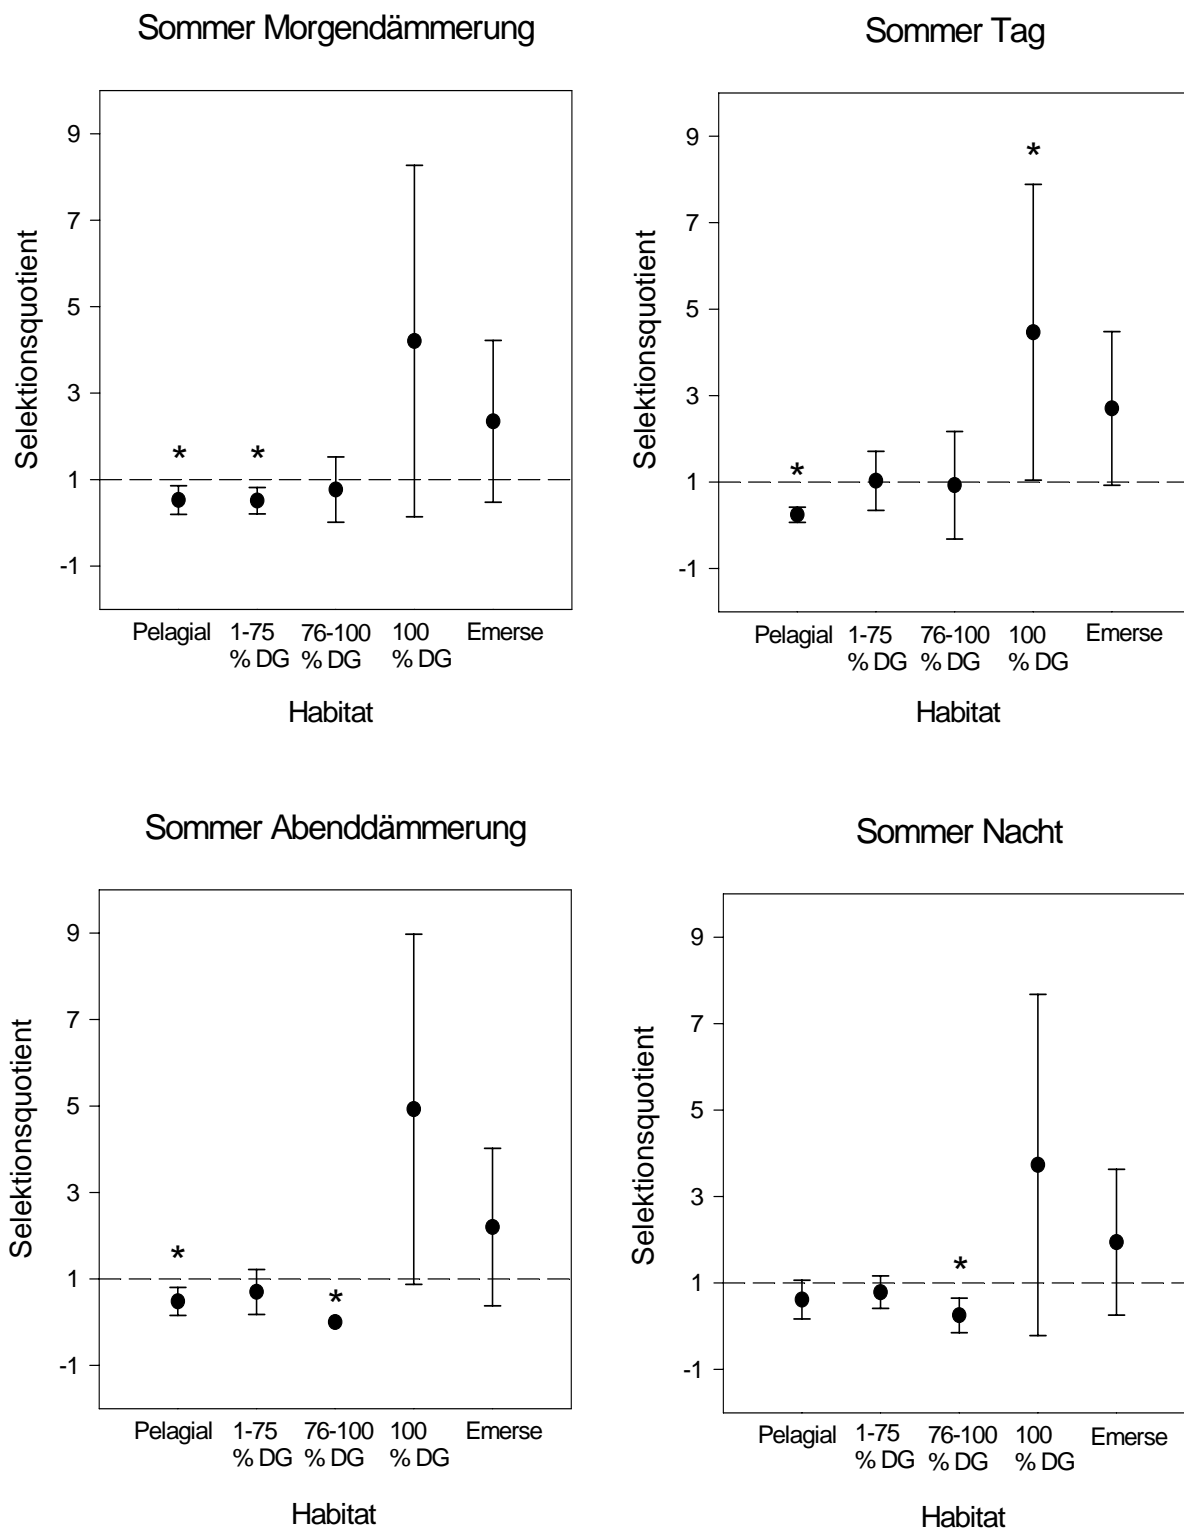 Sommer Morgendämmerung
Selektionsquotient
9
7
5
3
1
-1
*
*
Pelagial 1-75 % DG 76-100 % DG 100 % DG Emerse
Habitat
Sommer Tag
Selektionsquotient
9
7
5
3
1
-1
*
*
Pelagial 1-75 % DG 76-100 % DG 100 % DG Emerse
Habitat
Sommer Abenddämmerung
Selektionsquotient
9
7
5
3
1
-1
*
*
Pelagial 1-75 % DG 76-100 % DG 100 % DG Emerse
Habitat
Sommer Nacht
Selektionsquotient
9
7
5
3
1
-1
*
Pelagial 1-75 % DG 76-100 % DG 100 % DG Emerse
Habitat